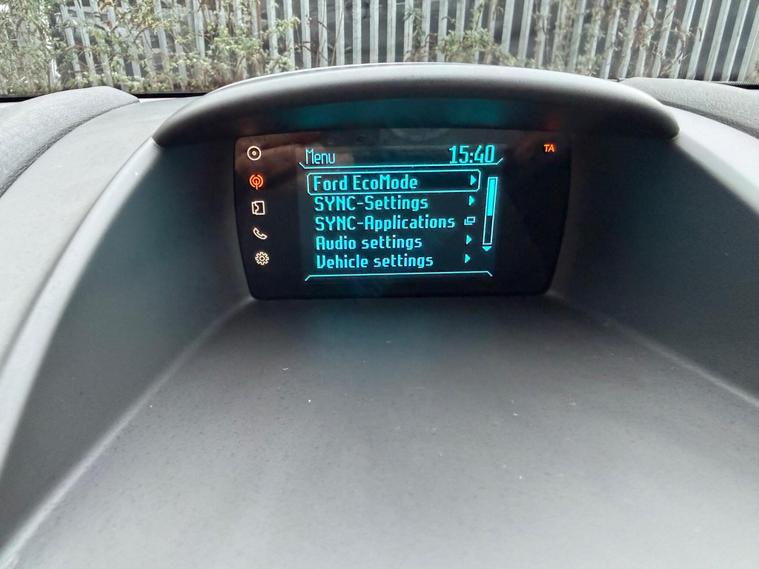 Menu 15:40 TA
Ford EcoMode
SYNC-Settings
SYNC-Applications
Audio settings
Vehicle settings